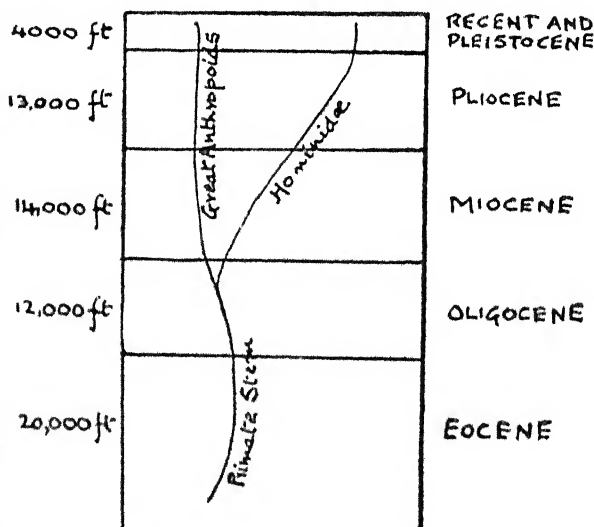 4000 ft
RECENT AND
PLEISTOCENE
13,000 ft
PLIOCENE
Great Anthropoids
Hominidæ
14,000 ft
MIOCENE
12,000 ft
OLIGOCENE
Primate Stem
20,000 ft
EOCENE